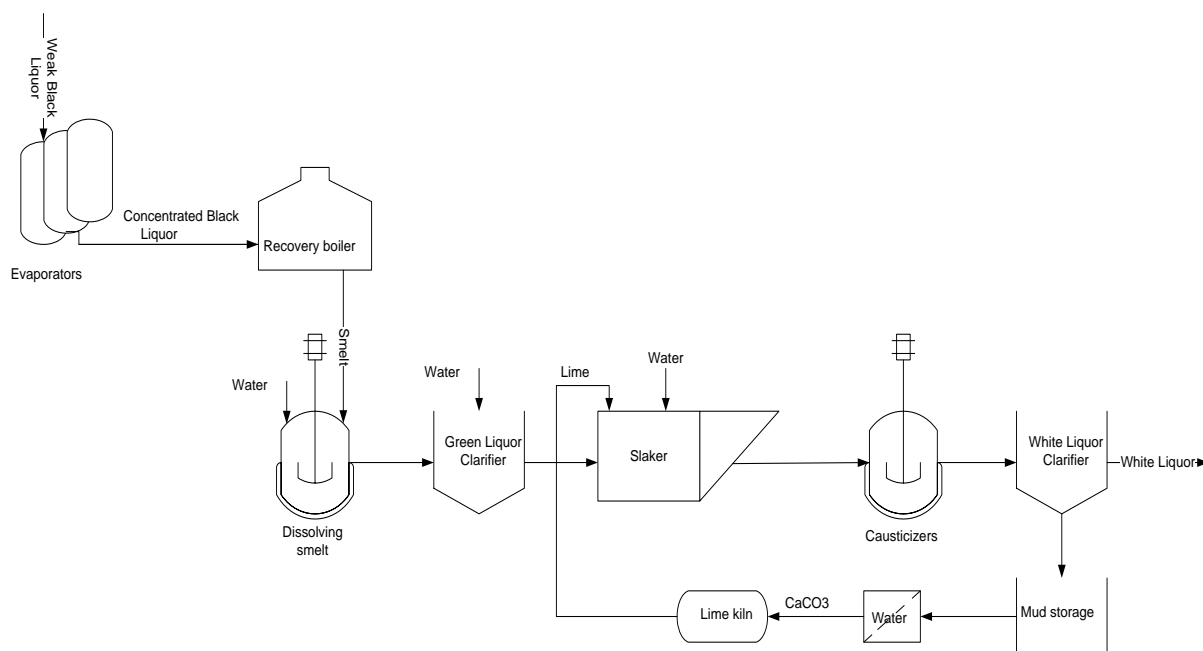 Weak Black
Liquor
Concentrated Black
Liquor
Recovery boiler
Evaporators
Smelt
Water
Water
Lime
Water
Green Liquor
Clarifier
Slaker
White Liquor
Clarifier
White Liquor
Dissolving
smelt
Causticizers
CaCO3
Lime kiln
Water
Mud storage